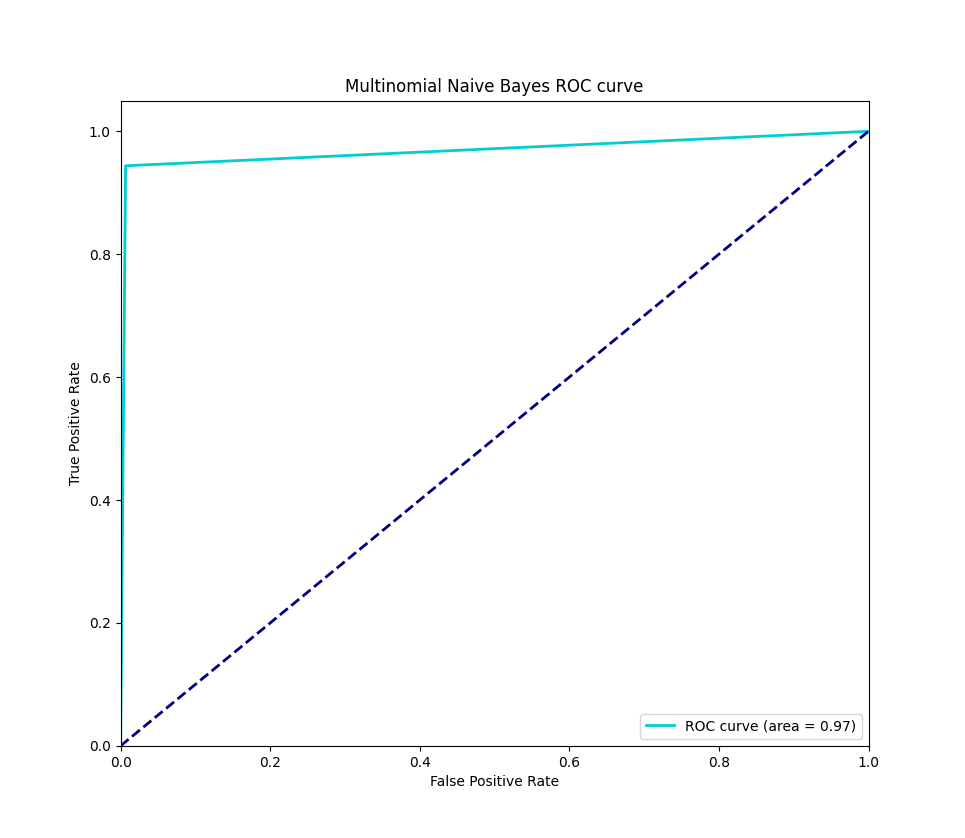 Multinomial Naive Bayes ROC curve
1.0
0.8
0.6
0.4
0.2
0.0
True Positive Rate
ROC curve (area = 0.97)
0.0 0.2 0.4 0.6 0.8 1.0
False Positive Rate